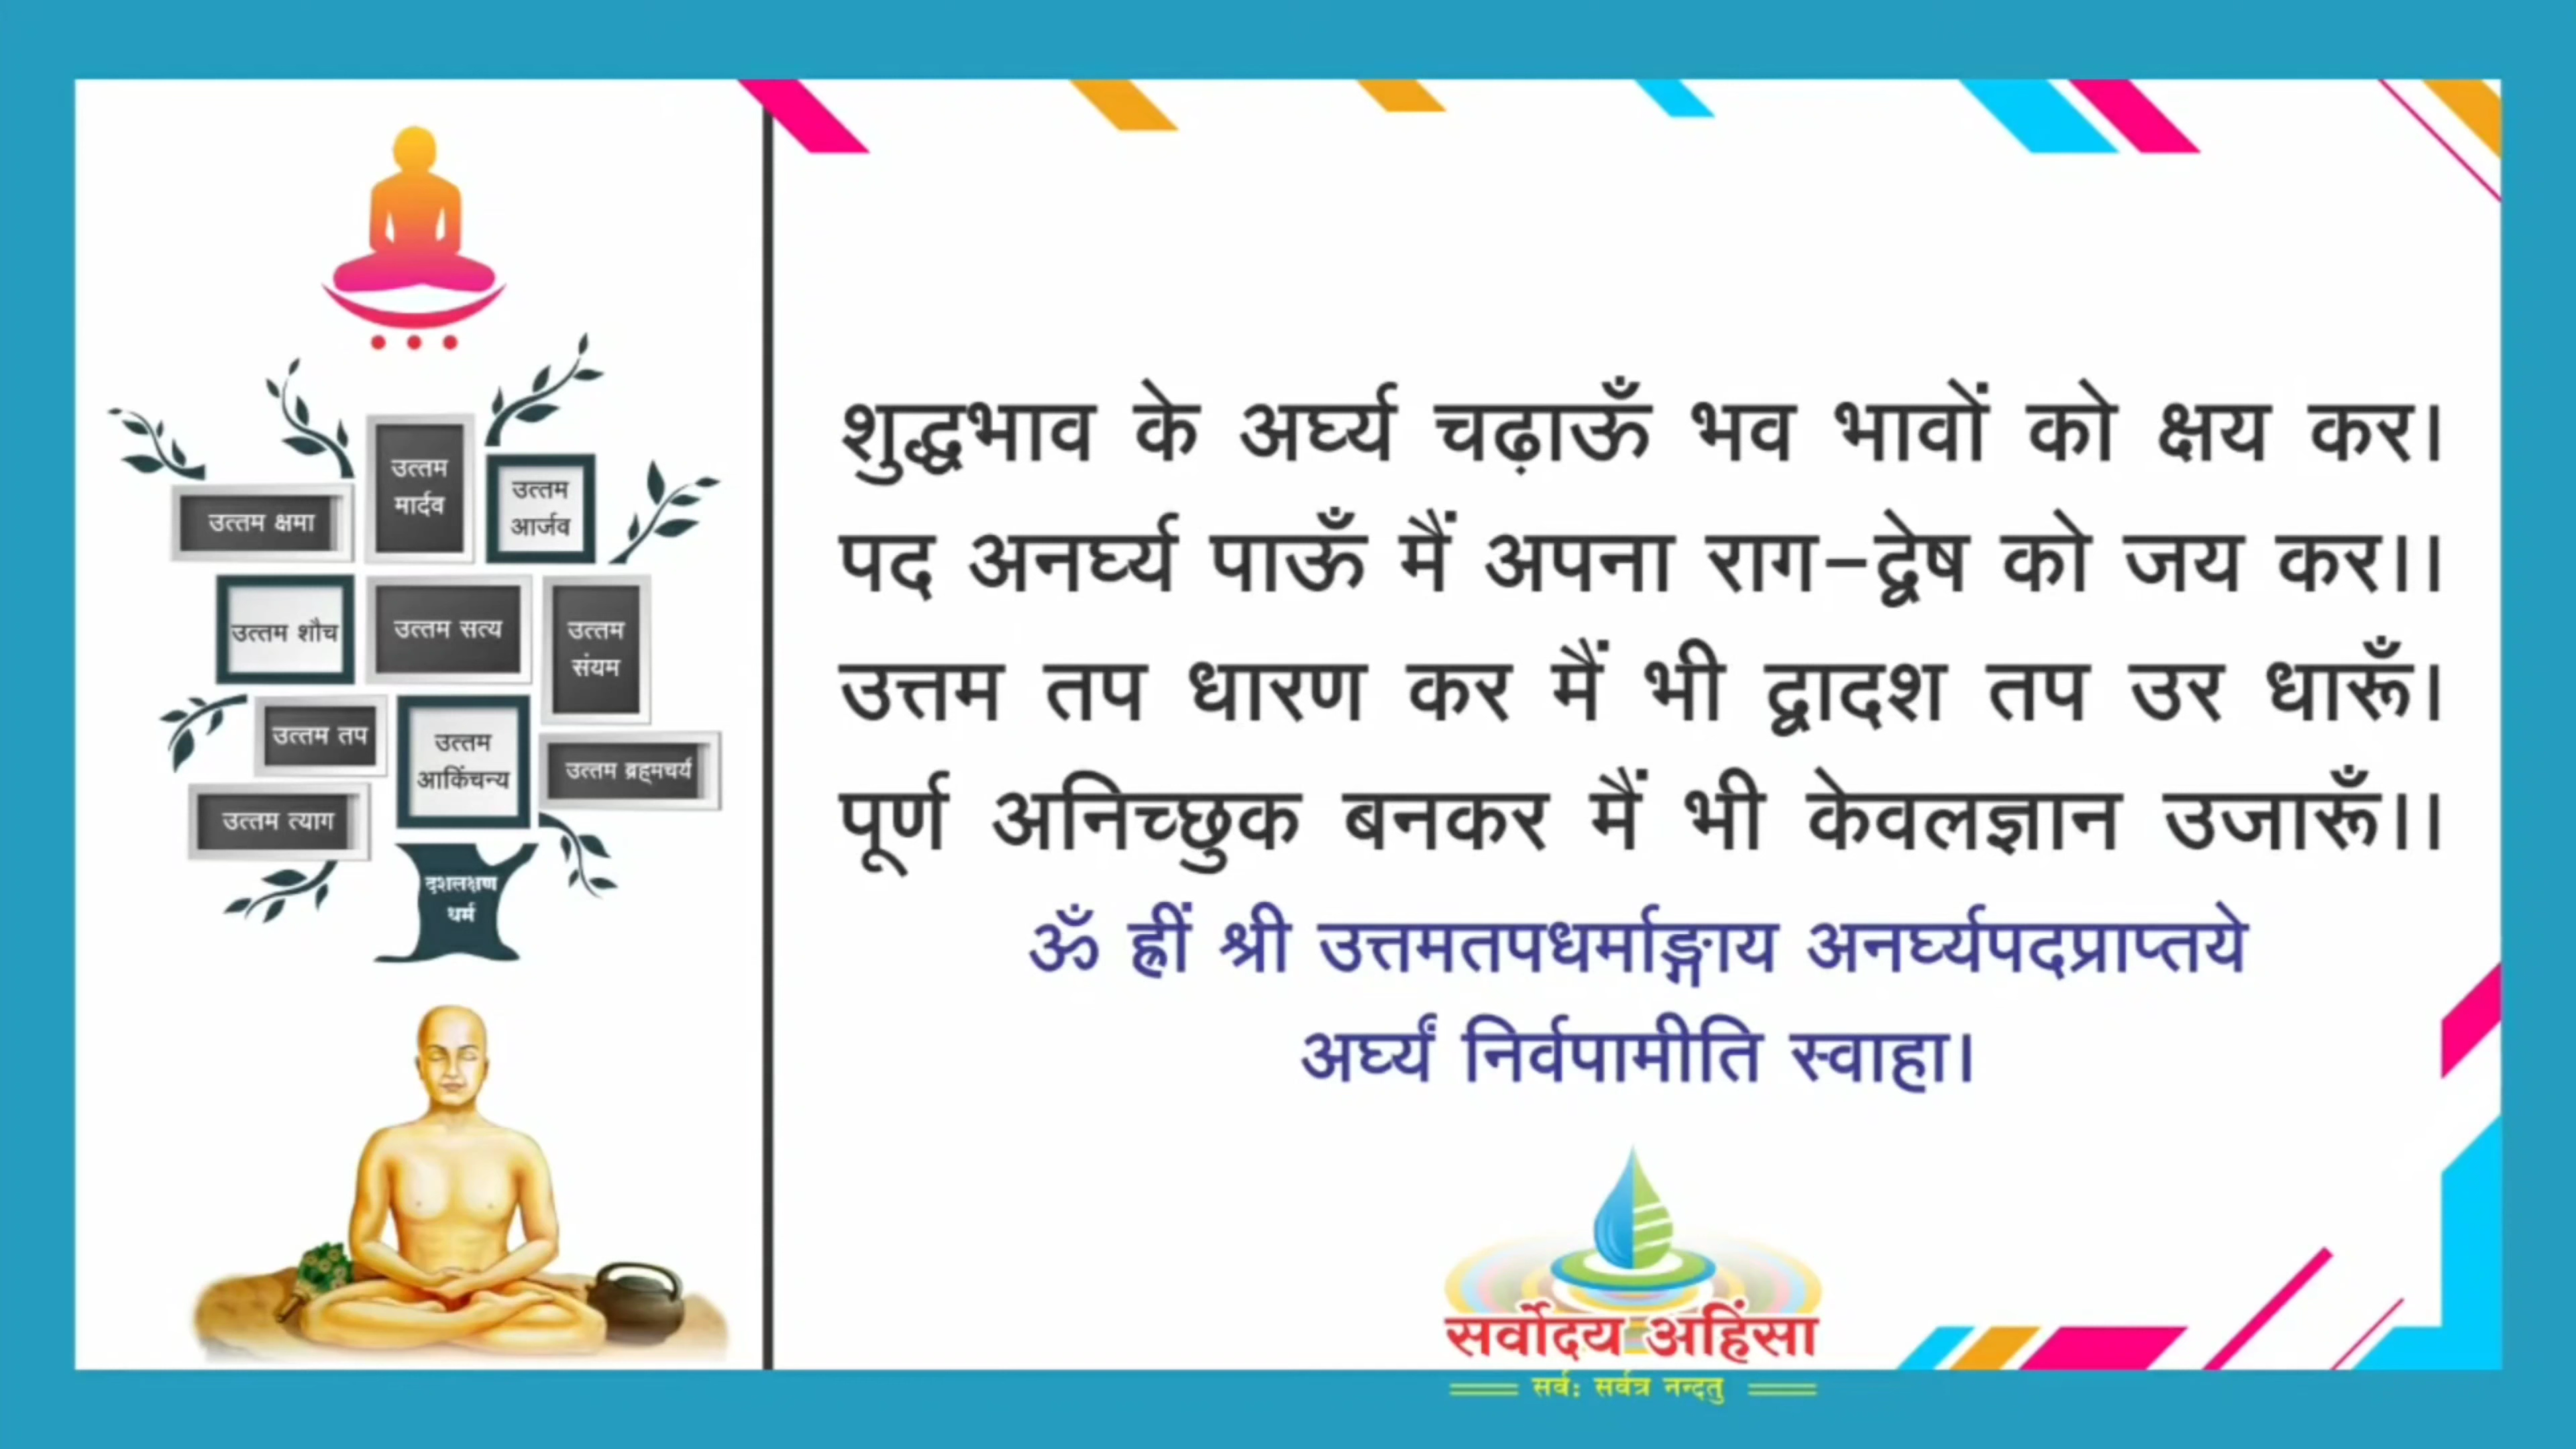 उत्तम
मार्दव
उत्तम
आर्जव
उत्तम क्षमा
उत्तम शौच
उत्तम सत्य
उत्तम
संयम
उत्तम तप
उत्तम
आकिंचन्य
उत्तम ब्रह्मचर्य
उत्तम त्याग
दशलक्षण
धर्म
शुद्धभाव के अर्घ्य चढ़ाऊँ भव भावों को क्षय कर।
पद अनर्घ्य पाऊँ मैं अपना राग-द्वेष को जय कर।।
उत्तम तप धारण कर मैं भी द्वादश तप उर धारूँ।
पूर्ण अनिच्छुक बनकर मैं भी केवलज्ञान उजारूँ।।
ॐ ह्रीं श्री उत्तमतपधर्माङ्गाय अनर्घ्यपदप्राप्तये
अर्घ्यं निर्वपामीति स्वाहा।
सर्वोदय अहिंसा
सर्वः सर्वत्र नन्दतु